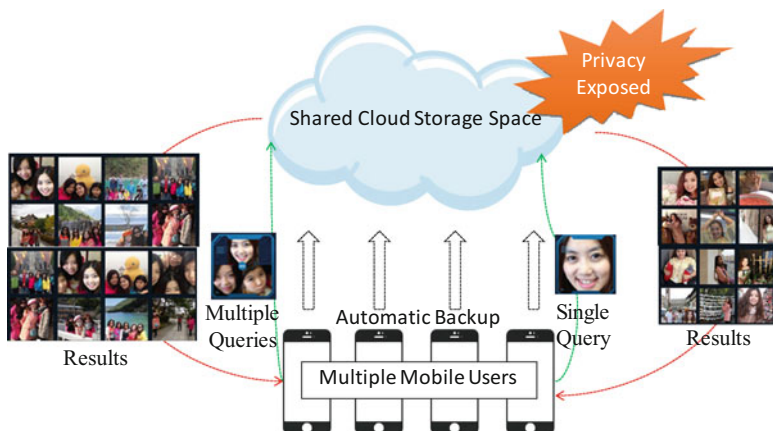 Privacy
Exposed
Shared Cloud Storage Space
Multiple
Queries
Single
Query
Automatic Backup
Results
Results
Multiple Mobile Users